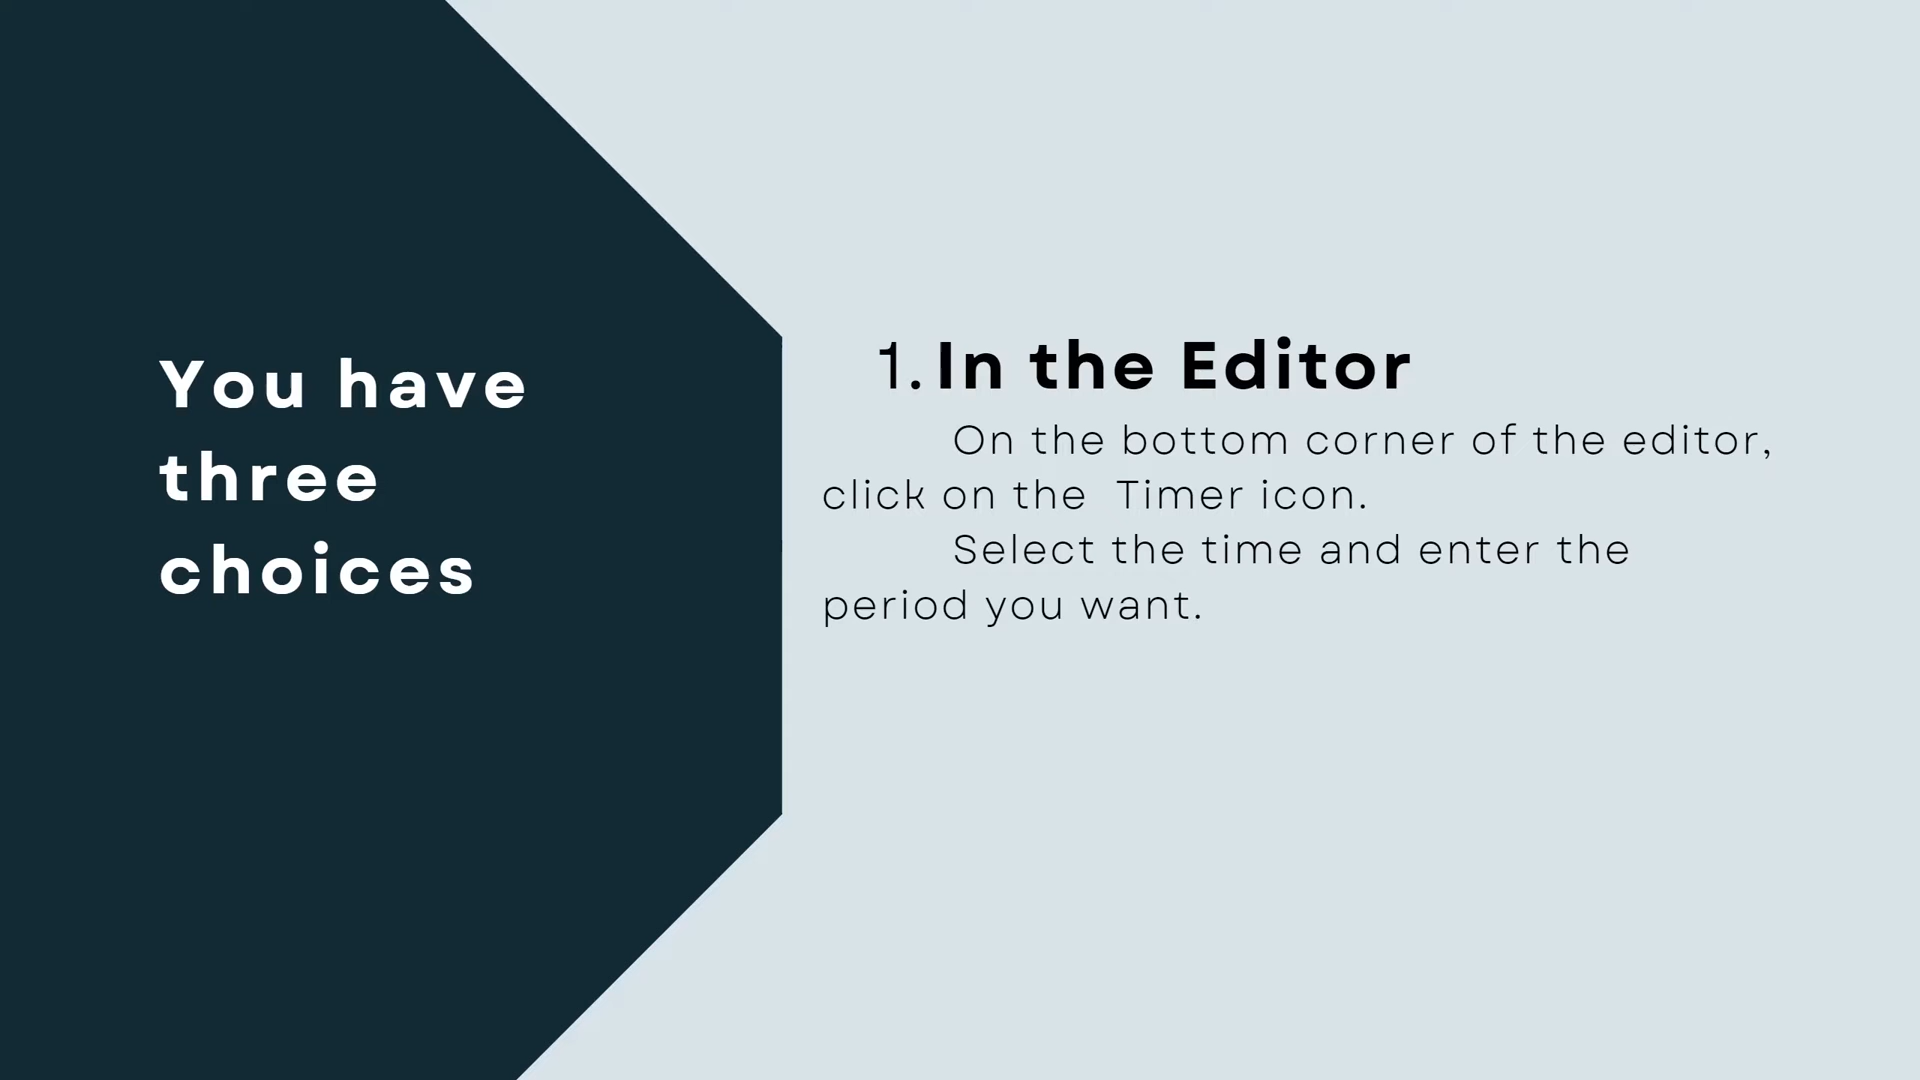 You have
three
choices
1. In the Editor
On the bottom corner of the editor,
click on the  Timer icon.
Select the time and enter the
period you want.